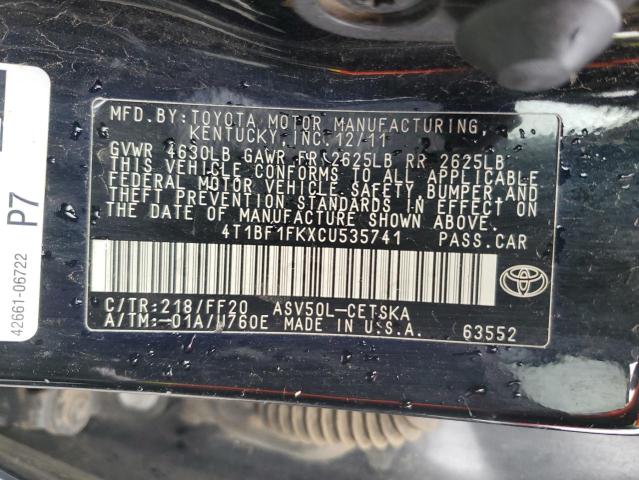 MFD.BY:TOYOTA MOTOR MANUFACTURING,
KENTUCKY,INC.12/11
GVWR 4630LB GAWR FR 2625LB RR 2625LB
THIS VEHICLE CONFORMS TO ALL APPLICABLE
FEDERAL MOTOR VEHICLE SAFETY, BUMPER AND
THEFT PREVENTION STANDARDS IN EFFECT ON
THE DATE OF MANUFACTURE SHOWN ABOVE.
4T1BF1FKXCU535741 PASS.CAR
C/TR:218/FF20 ASV50L-CETSKA
A/TM:-01A/U760E MADE IN U.S.A. 63552
TOYOTA
P7
42661-06722